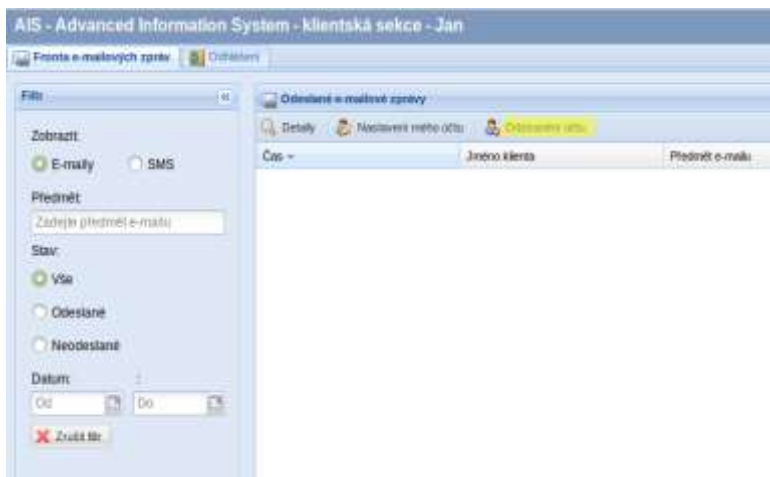 AIS - Advanced Information System - klientská sekce - Jan
Fronta e-mailových zpráv
Odhlášení
Filtr
Zobrazit:
E-maily SMS
Předmět:
Zadejte předmět e-mailu
Stav:
Vše
Odeslané
Neodeslané
Datum: :
Od Do
Zrušit filtr
Odeslané e-mailové zprávy
Detaily Nastavení mého účtu Odstranění účtu
Čas Jméno klienta Předmět e-mailu